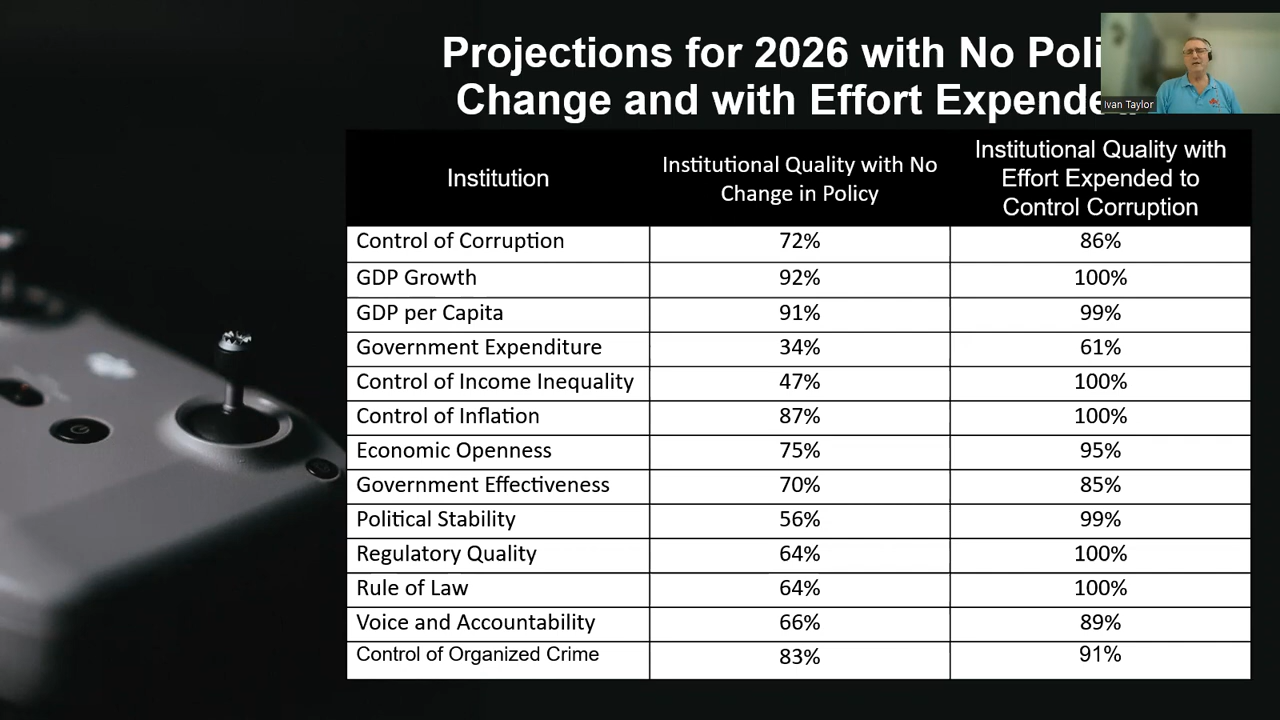 Projections for 2026 with No
Change and with Effort
Ivan Taylor
Institution
Institutional Quality with No
Change in Policy
Institutional Quality with
Effort Expended to
Control Corruption
Control of Corruption 72% 86%
GDP Growth 92% 100%
GDP per Capita 91% 99%
Government Expenditure 34% 61%
Control of Income Inequality 47% 100%
Control of Inflation 87% 100%
Economic Openness 75% 95%
Government Effectiveness 70% 85%
Political Stability 56% 99%
Regulatory Quality 64% 100%
Rule of Law 64% 100%
Voice and Accountability 66% 89%
Control of Organized Crime 83% 91%